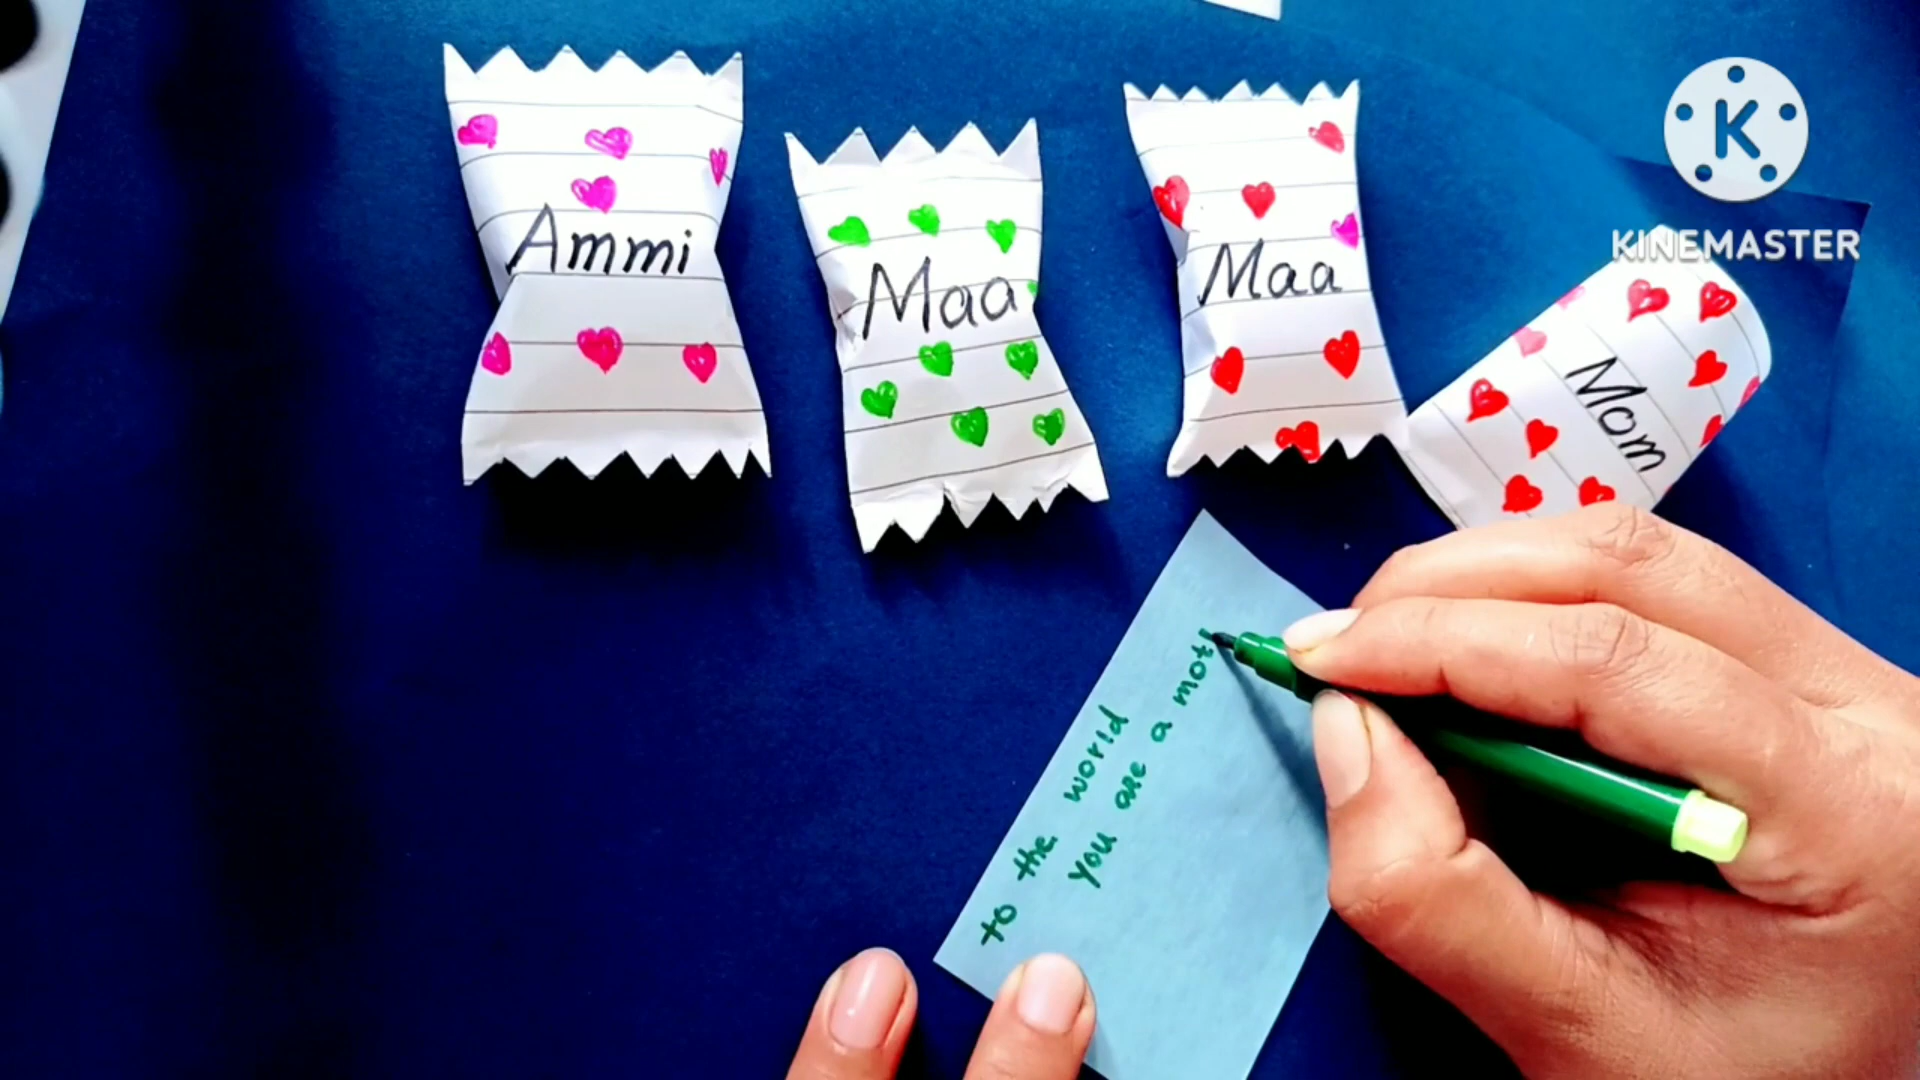 Ammi
Maa
Maa
Mom
K
KINEMASTER
to the world
you are a mot